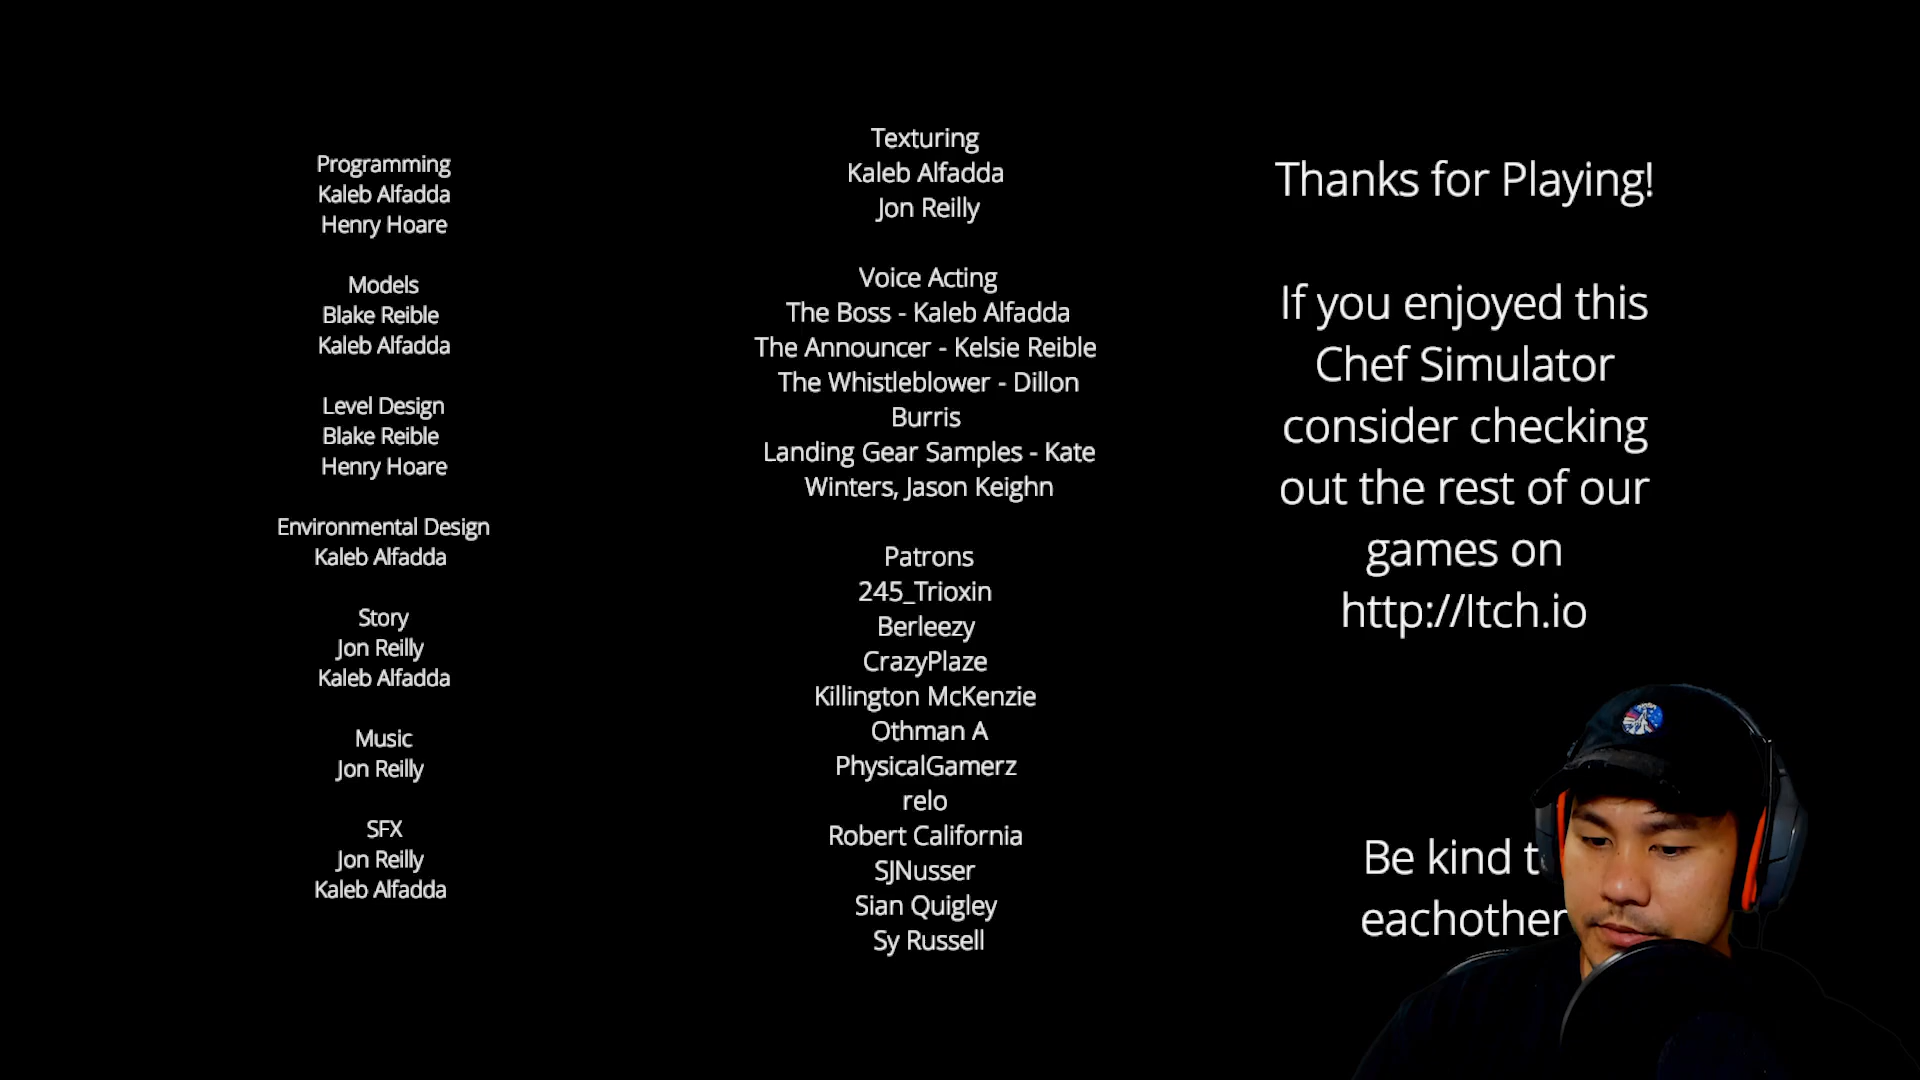 Programming
Kaleb Alfadda
Henry Hoare
Models
Blake Reible
Kaleb Alfadda
Level Design
Blake Reible
Henry Hoare
Environmental Design
Kaleb Alfadda
Story
Jon Reilly
Kaleb Alfadda
Music
Jon Reilly
SFX
Jon Reilly
Kaleb Alfadda
Texturing
Kaleb Alfadda
Jon Reilly
Voice Acting
The Boss - Kaleb Alfadda
The Announcer - Kelsie Reible
The Whistleblower - Dillon
Burris
Landing Gear Samples - Kate
Winters, Jason Keighn
Patrons
245_Trioxin
Berleezy
CrazyPlaze
Killington McKenzie
Othman A
PhysicalGamerz
relo
Robert California
SJNusser
Sian Quigley
Sy Russell
Thanks for Playing!
If you enjoyed this
Chef Simulator
consider checking
out the rest of our
games on
http://Itch.io
Be kind
eachother